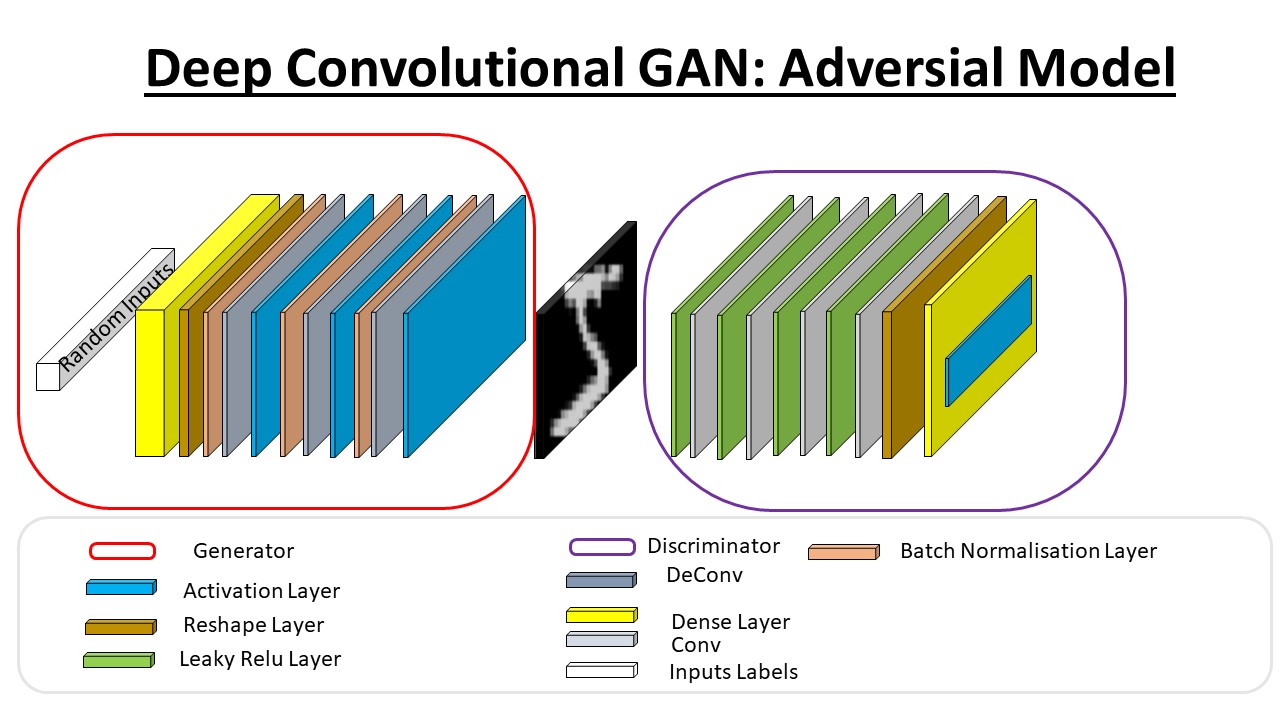 Deep Convolutional GAN: Adversial Model
Random Inputs
Generator
Discriminator
Batch Normalisation Layer
Activation Layer
DeConv
Reshape Layer
Dense Layer
Leaky Relu Layer
Conv
Inputs Labels